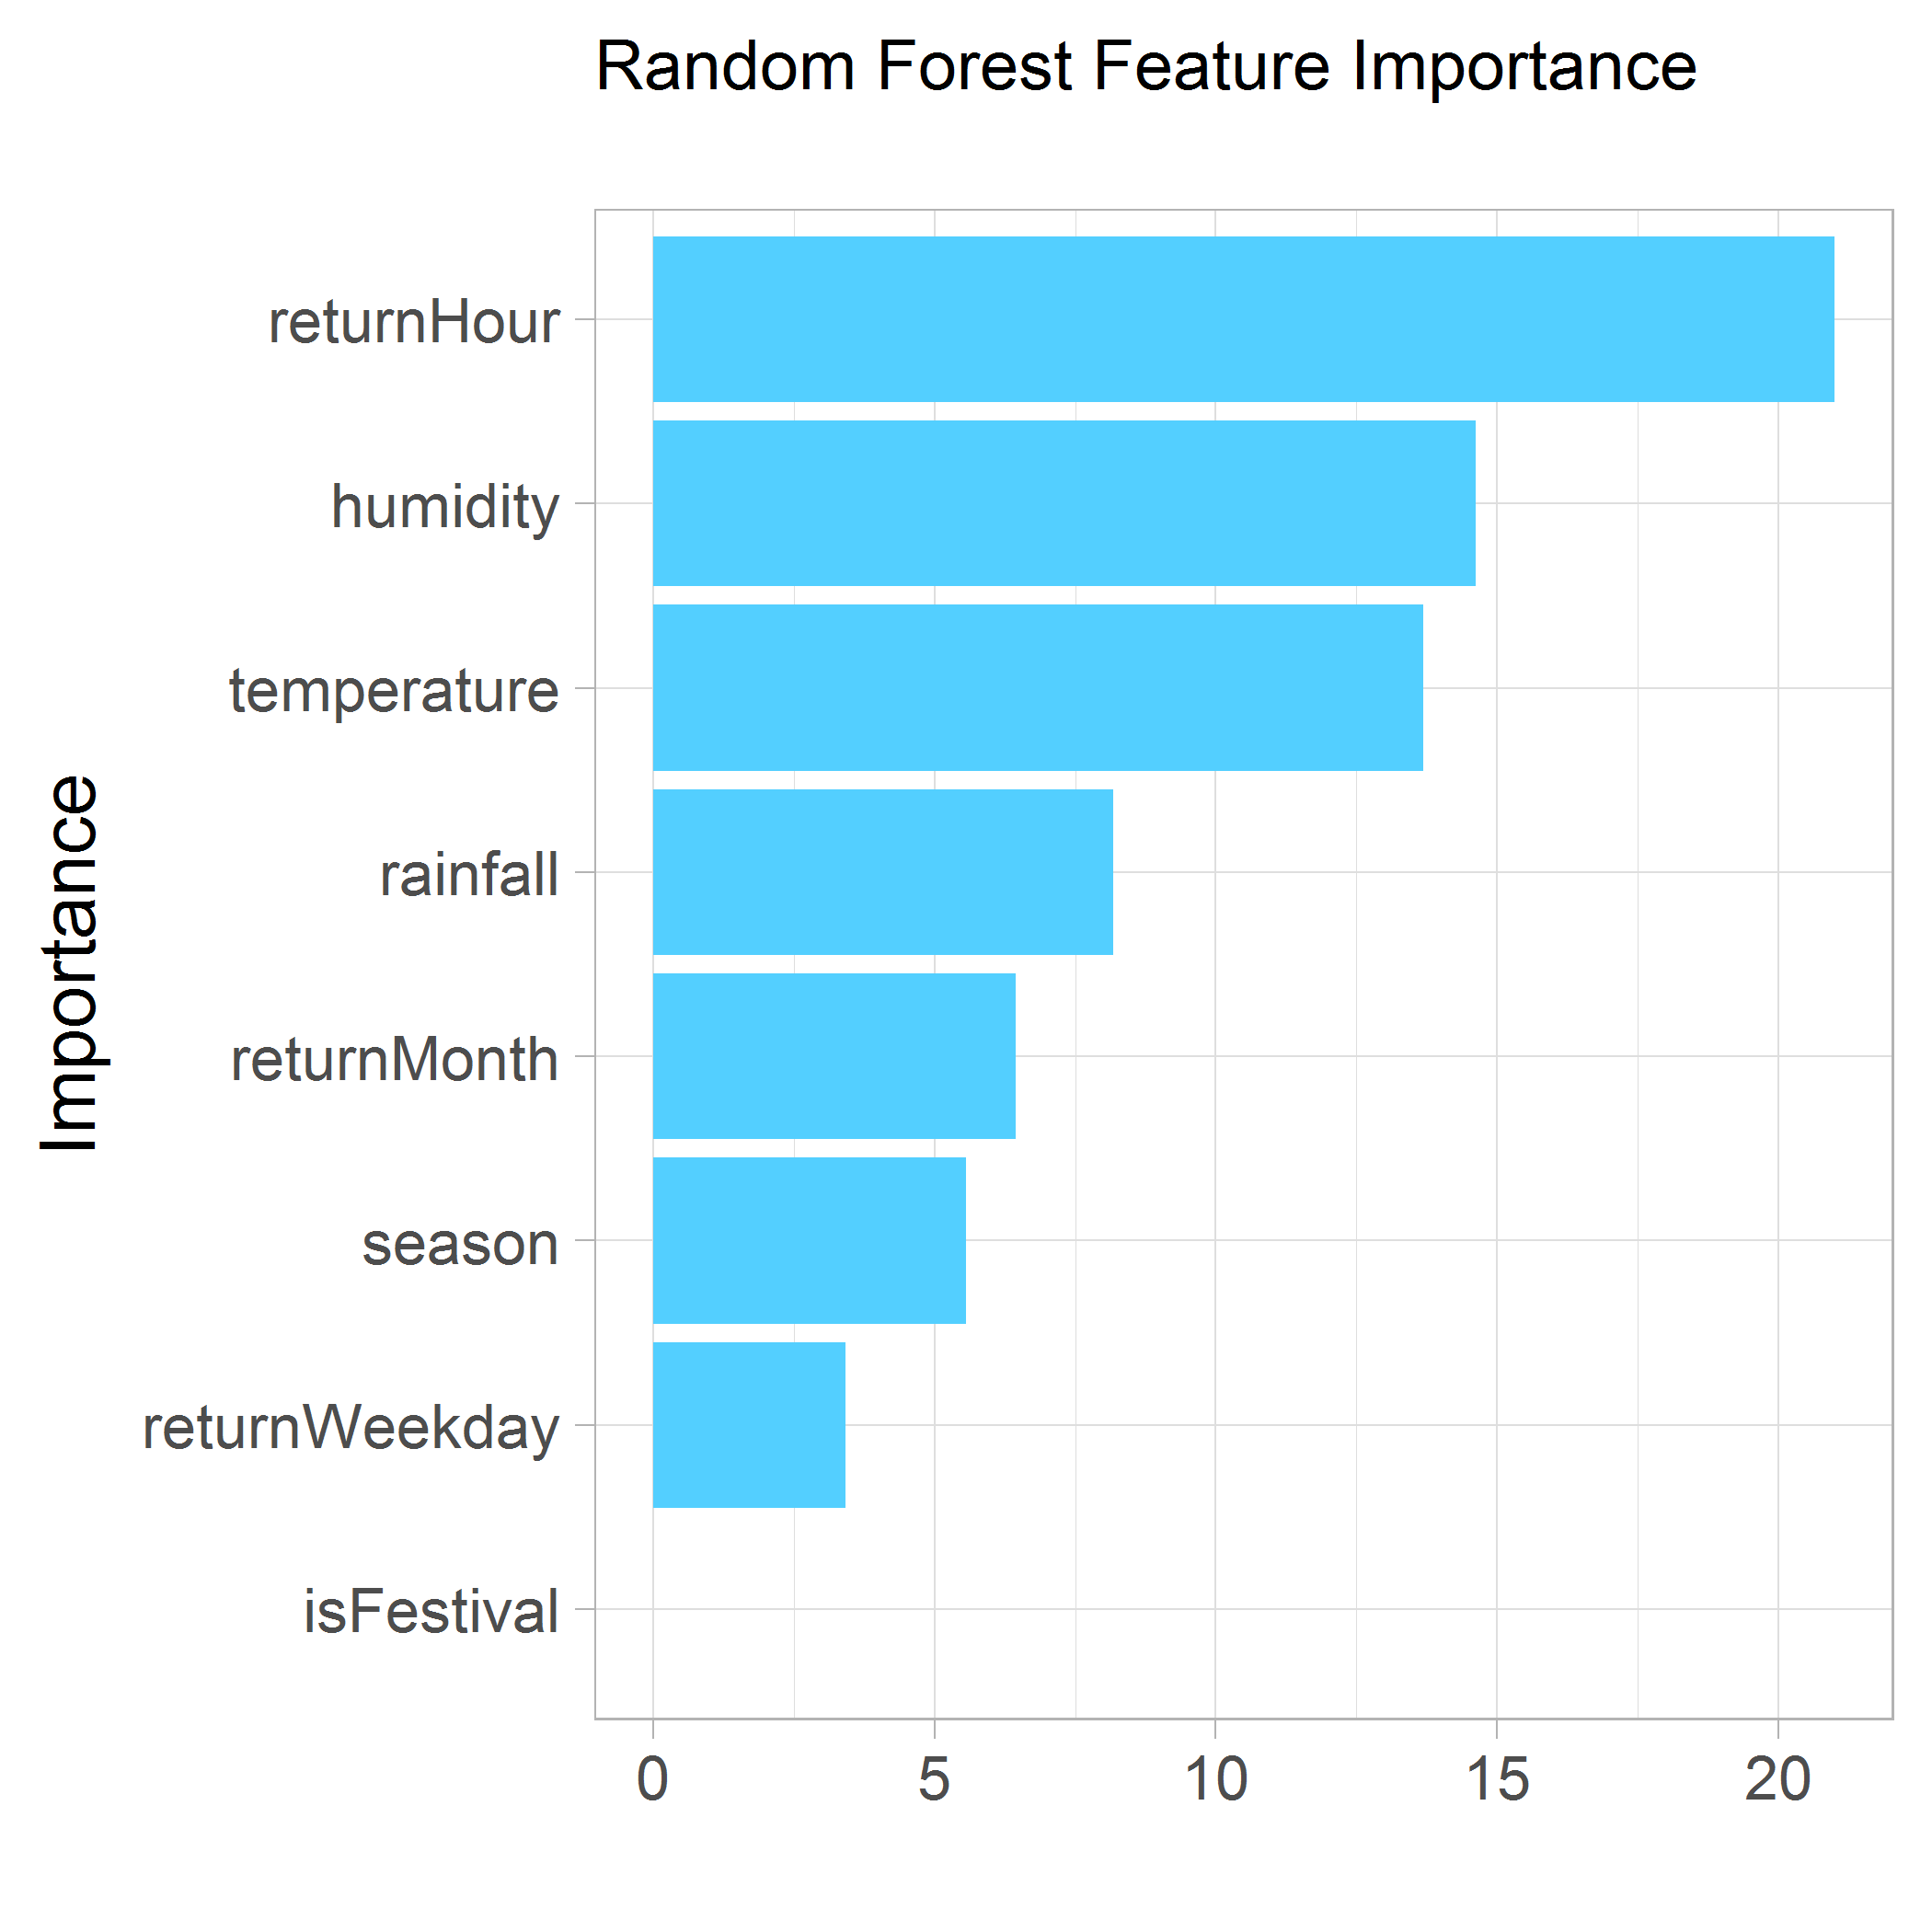 Random Forest Feature Importance
Importance
returnHour
humidity
temperature
rainfall
returnMonth
season
returnWeekday
isFestival
0 5 10 15 20